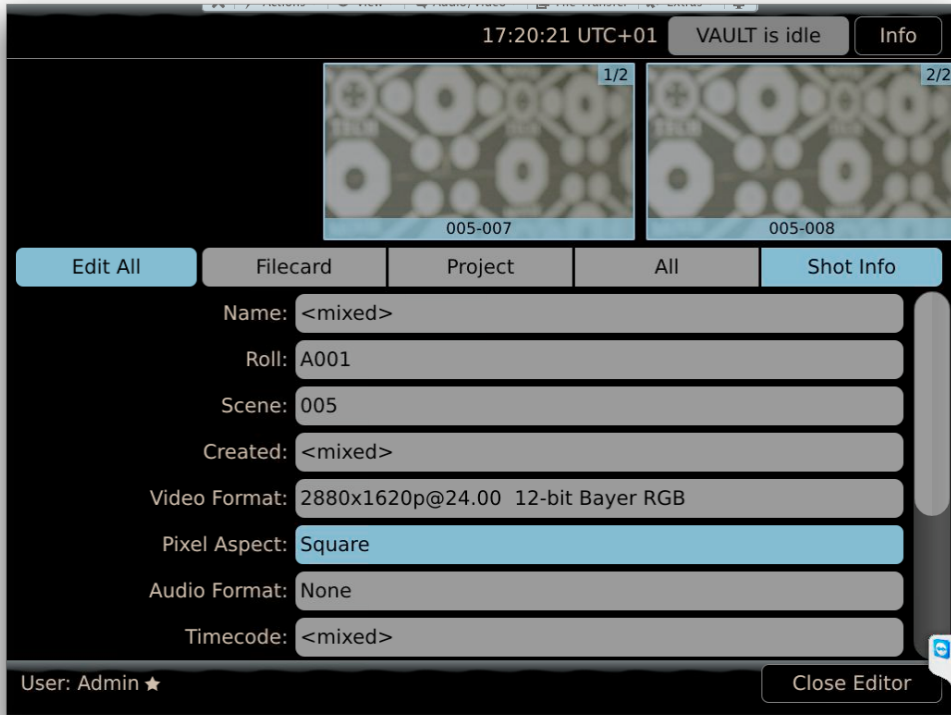 17:20:21 UTC+01 VAULT is idle Info
1/2 2/2
005-007 005-008
Edit All Filecard Project All Shot Info
Name: <mixed>
Roll: A001
Scene: 005
Created: <mixed>
Video Format: 2880x1620p@24.00 12-bit Bayer RGB
Pixel Aspect: Square
Audio Format: None
Timecode: <mixed>
User: Admin ★ Close Editor